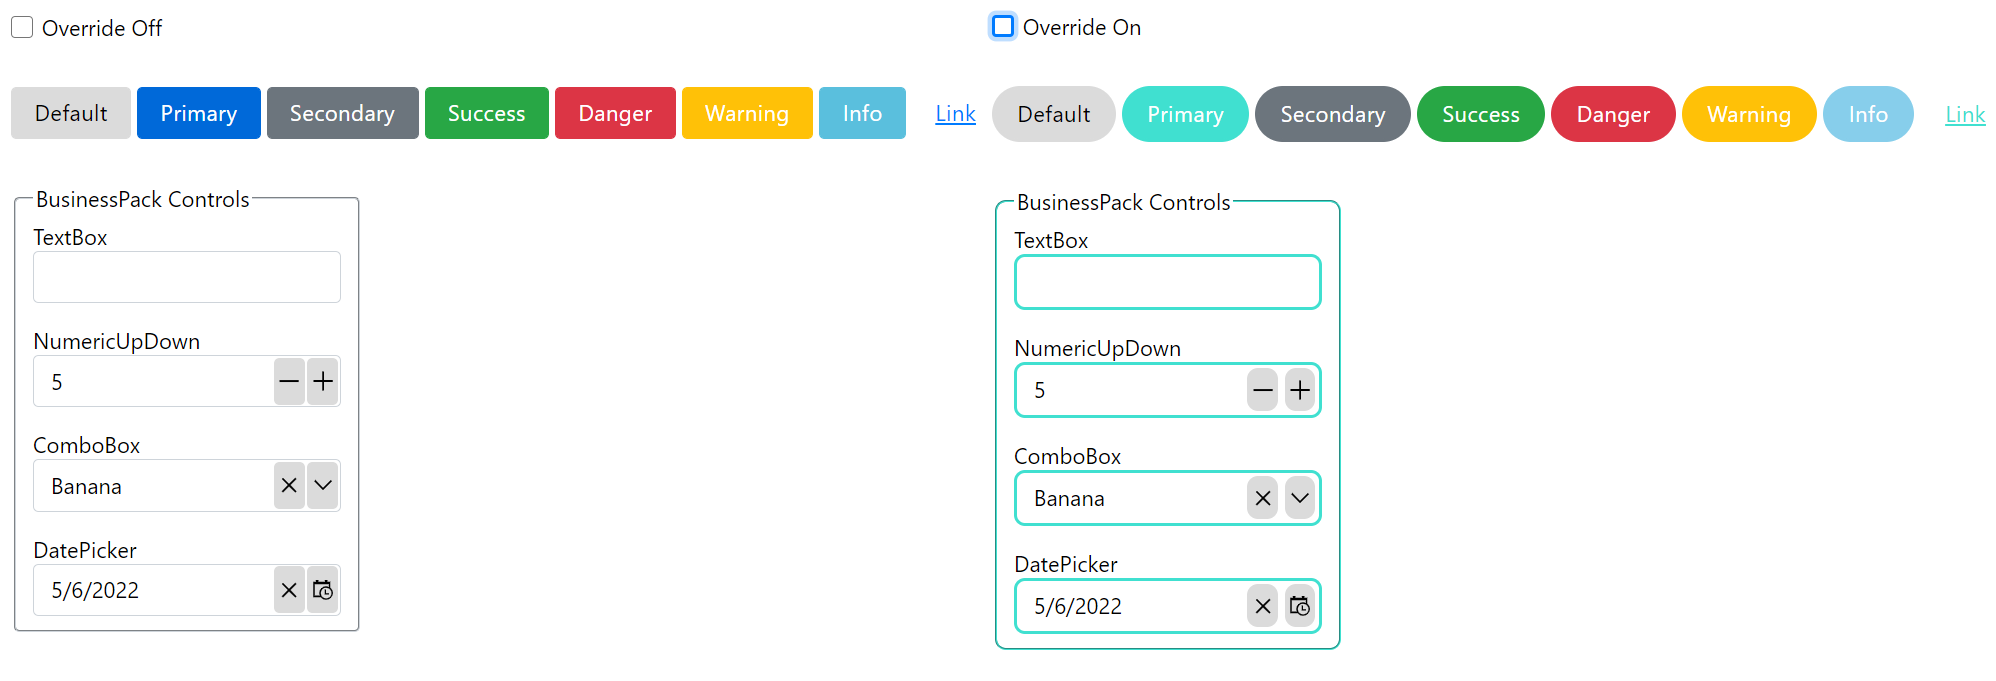 Override Off
Default Primary Secondary Success Danger Warning Info Link
BusinessPack Controls
TextBox
NumericUpDown
5
ComboBox
Banana
DatePicker
5/6/2022
Override On
Default Primary Secondary Success Danger Warning Info Link
BusinessPack Controls
TextBox
NumericUpDown
5
ComboBox
Banana
DatePicker
5/6/2022